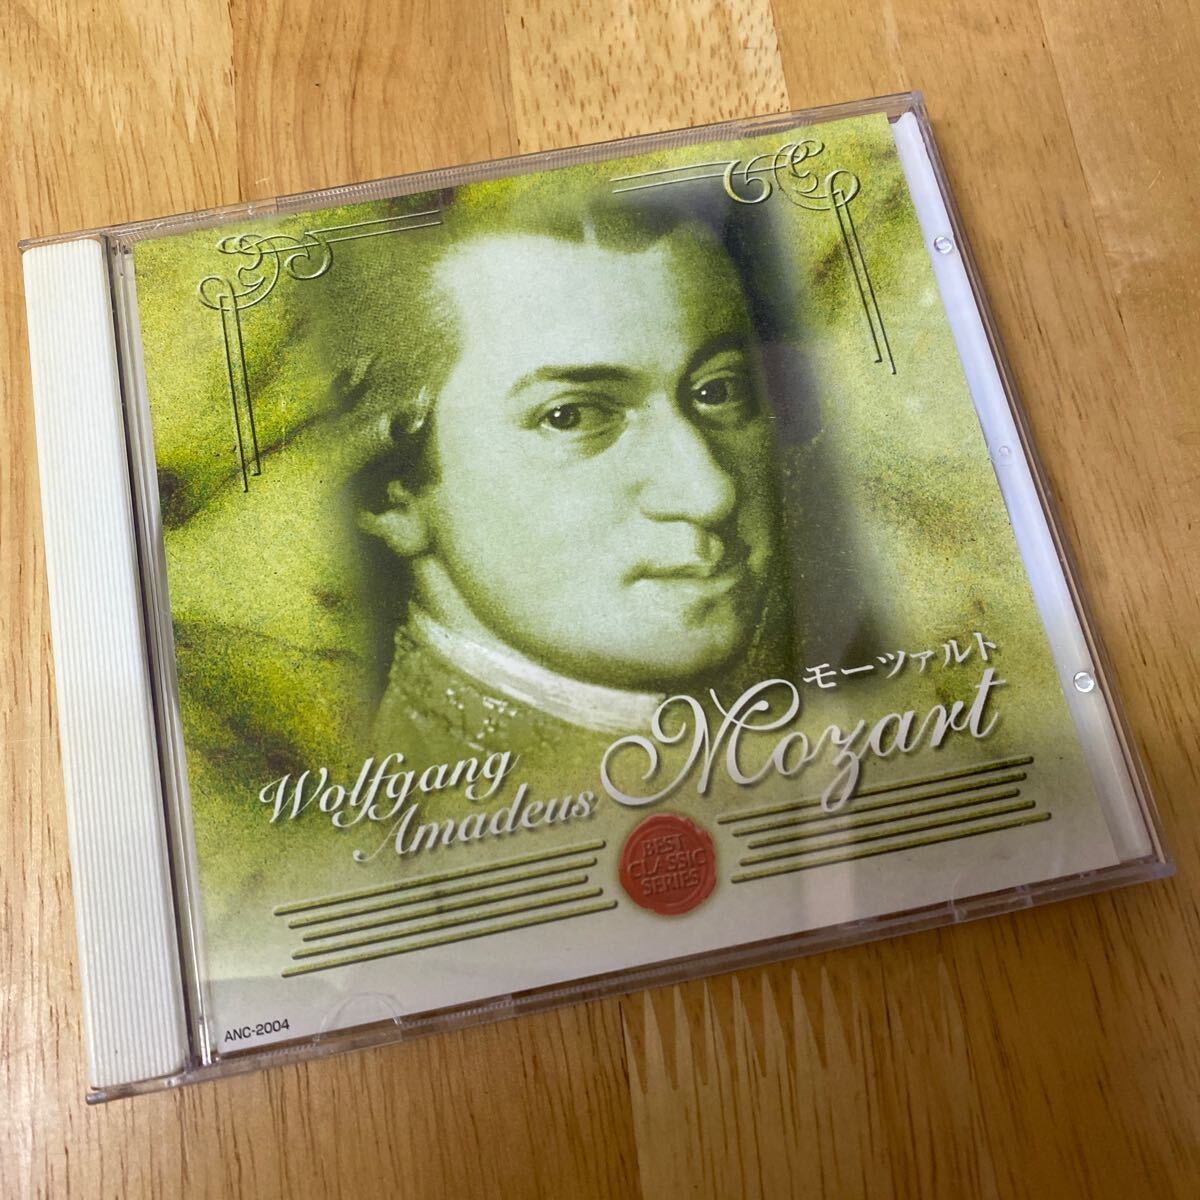 モーツァルト
Wolfgang
Amadeus
Mozart
BEST
CLASSIC
SERIES
ANC-2004